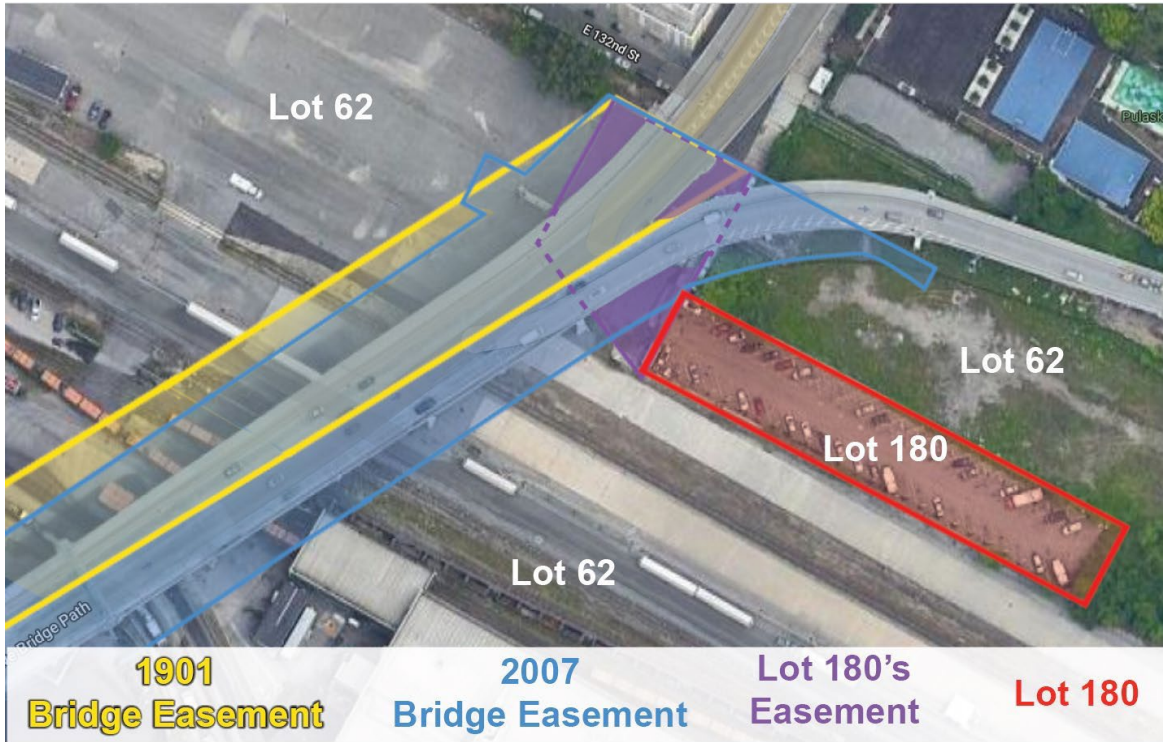 E 132nd St
Lot 62
Pulask
Lot 62
Lot 180
Lot 62
Bridge Path
1901
Bridge Easement
2007
Bridge Easement
Lot 180's
Easement
Lot 180